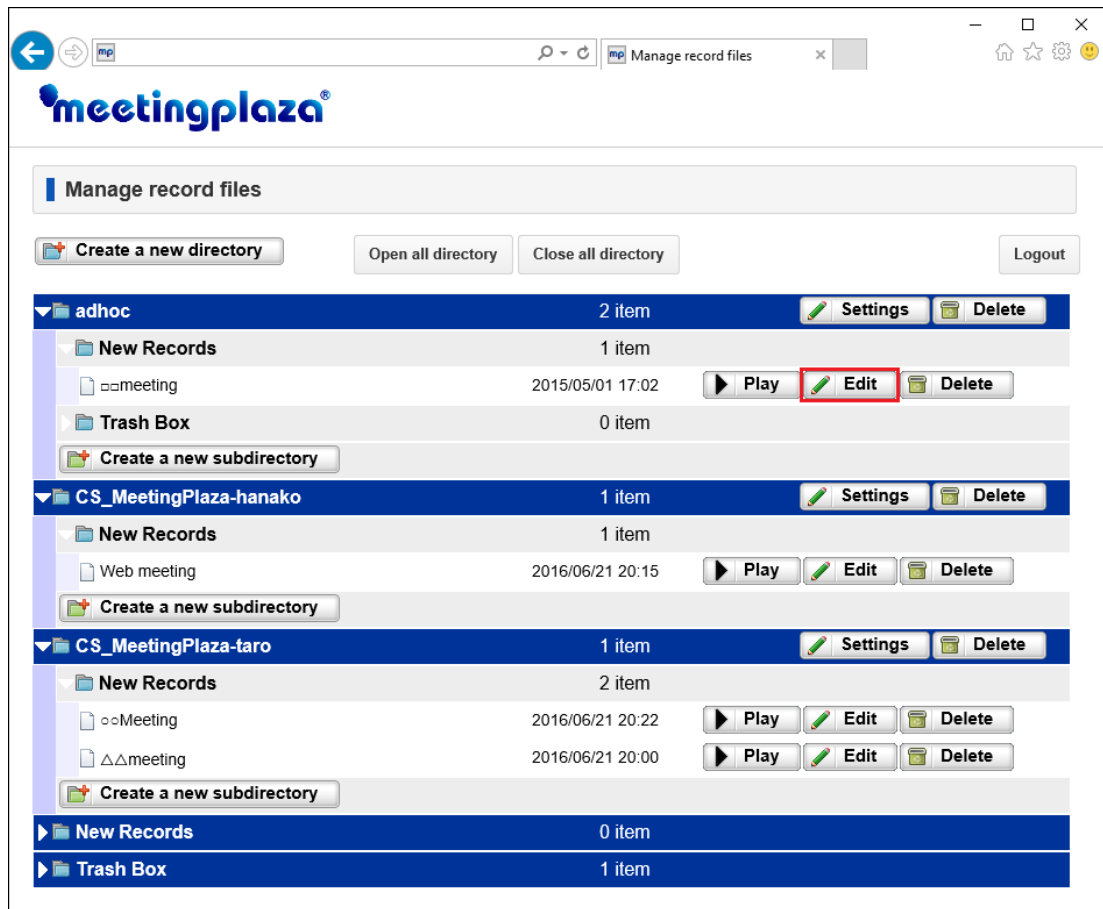 mp mp Manage record files
meetingplaza®
Manage record files
Create a new directory Open all directory Close all directory Logout
adhoc 2 item Settings Delete
New Records 1 item
□□meeting 2015/05/01 17:02 Play Edit Delete
Trash Box 0 item
Create a new subdirectory
CS_MeetingPlaza-hanako 1 item Settings Delete
New Records 1 item
Web meeting 2016/06/21 20:15 Play Edit Delete
Create a new subdirectory
CS_MeetingPlaza-taro 1 item Settings Delete
New Records 2 item
○○Meeting 2016/06/21 20:22 Play Edit Delete
△△meeting 2016/06/21 20:00 Play Edit Delete
Create a new subdirectory
New Records 0 item
Trash Box 1 item